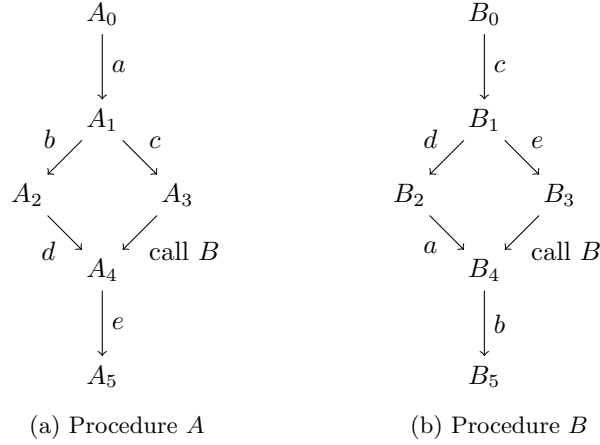 A0 B0
a c
A1 B1
b c d e
A2 A3 B2 B3
d call B a call B
A4 B4
e b
A5 B5
(a) Procedure A (b) Procedure B